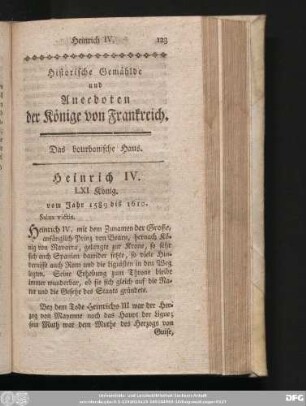 Heinrich IV. 123
Historische Gemählde
und
Anecdoten
der Könige von Frankreich.
Das bourbonische Haus.
Heinrich IV.
LXI König.
vom Jahr 1589 bis 1610.
Heinrich IV. mit dem Zunamen der Grosse,
anfänglich Prinz von Bearn, hernach Kö-
nig von Navarra, gelangte zur Krone, so sehr
sich auch Spanien dawider setzte, so viele Hin-
dernisse auch Rom und die liguisten in den Weg
legten. Seine Erhebung zum Throne bleibt
immer wunderbar, ob sie sich gleich auf die Na-
tur und die Gesetze des Staats gründete.
Bey dem Tode Heinrichs III war der Her-
zog von Mayenne noch das Haupt der ligue;
sein Muth war dem Muthe des Herzogs von
Guise,